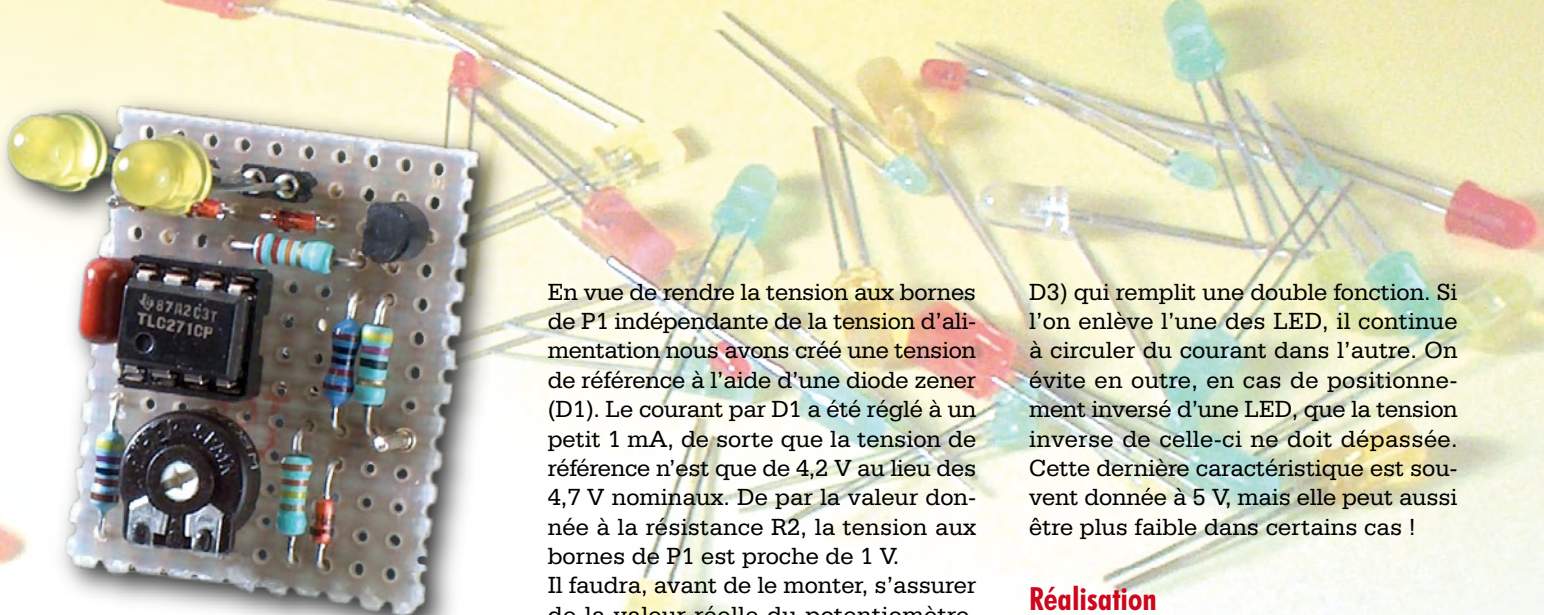 87A2C3T
TLC271CP
En vue de rendre la tension aux bornes
de P1 indépendante de la tension d'ali-
mentation nous avons créé une tension
de référence à l'aide d'une diode zener
(D1). Le courant par D1 a été réglé à un
petit 1 mA, de sorte que la tension de
référence n'est que de 4,2 V au lieu des
4,7 V nominaux. De par la valeur don-
née à la résistance R2, la tension aux
bornes de P1 est proche de 1 V.
Il faudra, avant de le monter, s'assurer
de la valeur réelle du potentiomètre,
D3) qui remplit une double fonction. Si
l'on enlève l'une des LED, il continue
à circuler du courant dans l'autre. On
évite en outre, en cas de positionne-
ment inversé d'une LED, que la tension
inverse de celle-ci ne doit dépassée.
Cette dernière caractéristique est sou-
vent donnée à 5 V, mais elle peut aussi
être plus faible dans certains cas !
Réalisation